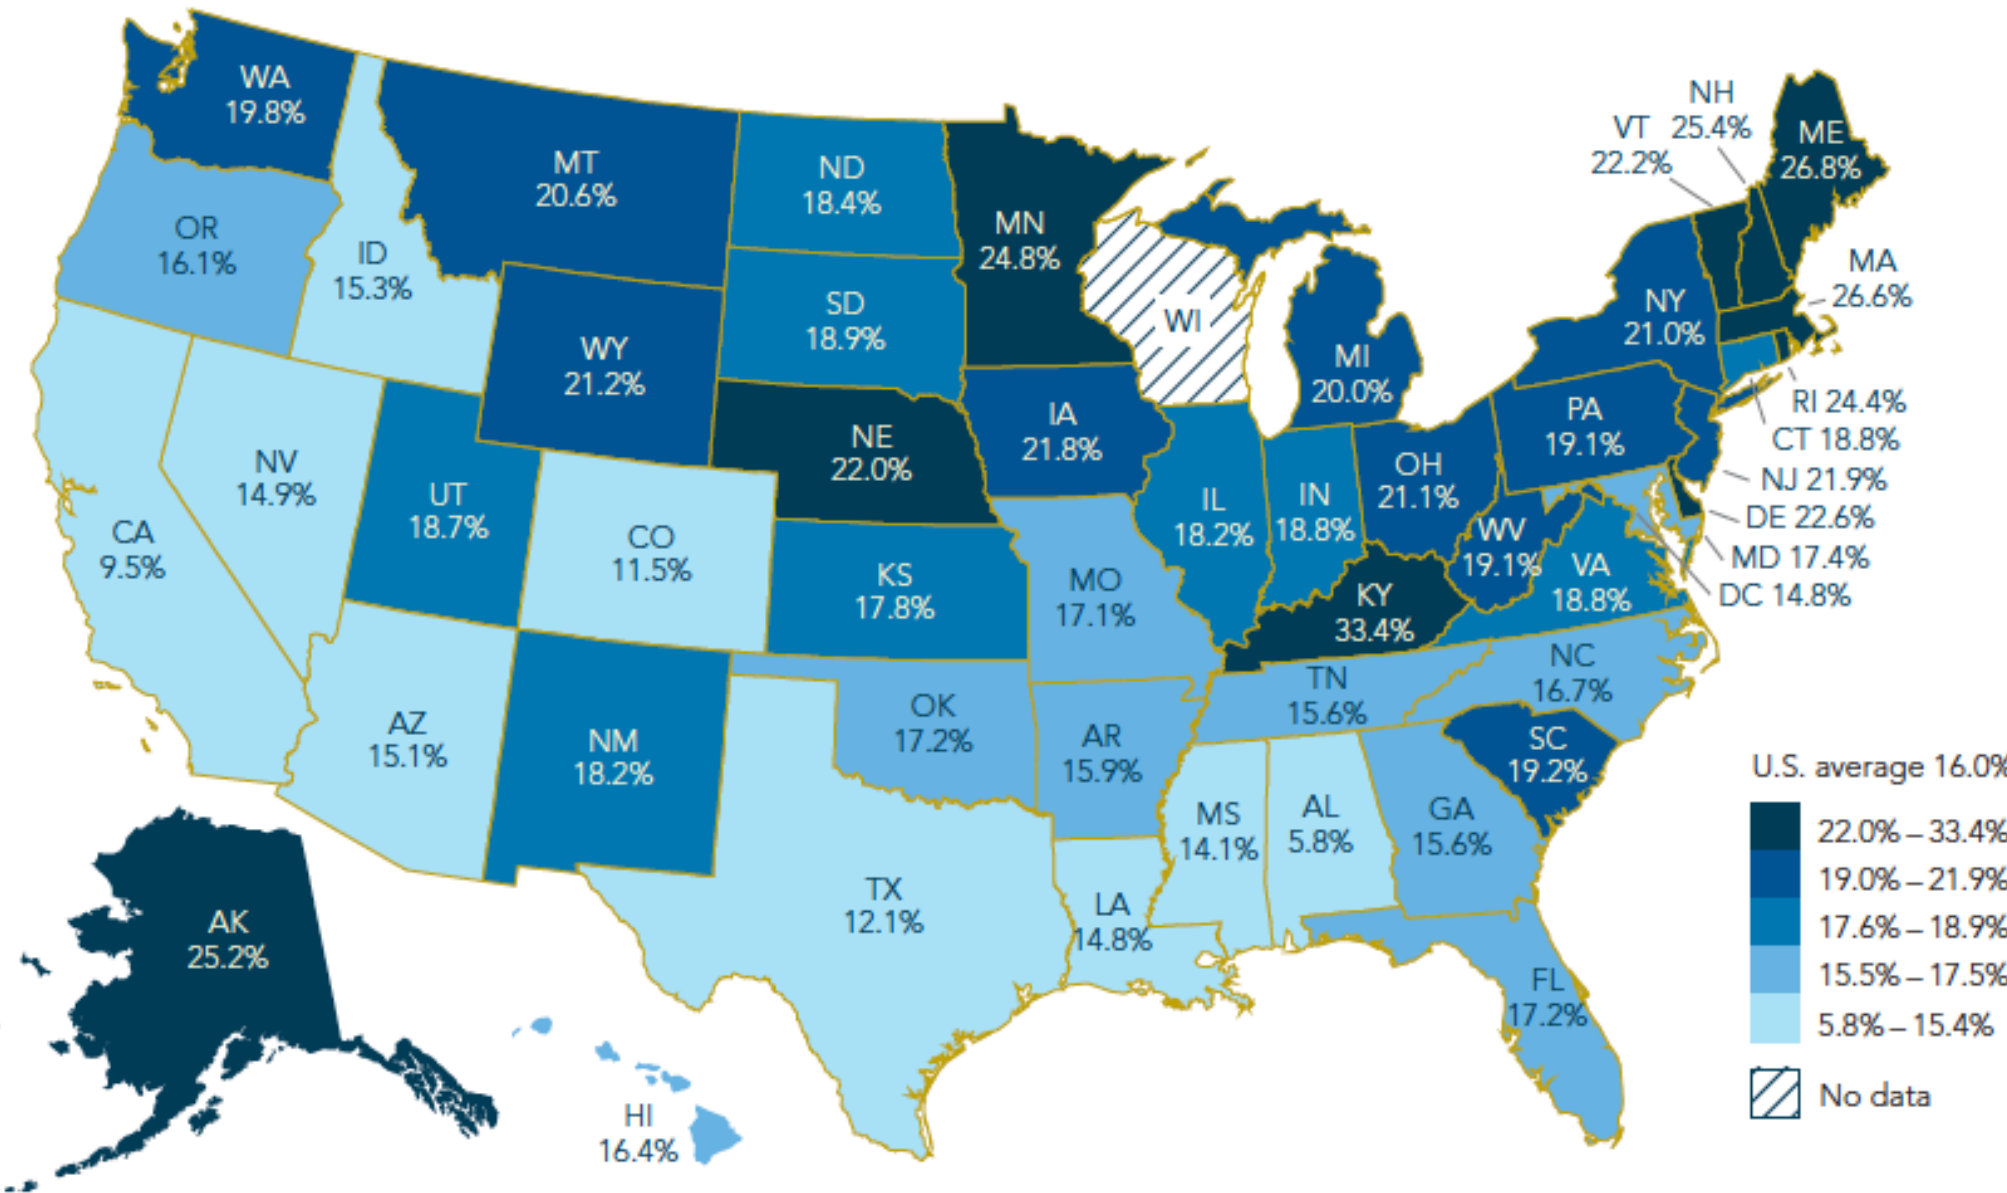 WA
19.8%
MT
20.6%
ND
18.4%
MN
24.8%
NH
25.4%
VT
22.2%
ME
26.8%
OR
16.1%
ID
15.3%
SD
18.9%
WI
MI
20.0%
NY
21.0%
MA
26.6%
WY
21.2%
NE
22.0%
IA
21.8%
PA
19.1%
RI 24.4%
CT 18.8%
NJ 21.9%
DE 22.6%
MD 17.4%
DC 14.8%
CA
9.5%
NV
14.9%
UT
18.7%
CO
11.5%
KS
17.8%
MO
17.1%
IL
18.2%
IN
18.8%
OH
21.1%
WV
19.1%
VA
18.8%
KY
33.4%
AZ
15.1%
NM
18.2%
OK
17.2%
AR
15.9%
TN
15.6%
NC
16.7%
SC
19.2%
TX
12.1%
LA
14.8%
MS
14.1%
AL
5.8%
GA
15.6%
FL
17.2%
AK
25.2%
HI
16.4%
U.S. average 16.0%
22.0% – 33.4%
19.0% – 21.9%
17.6% – 18.9%
15.5% – 17.5%
5.8% – 15.4%
No data